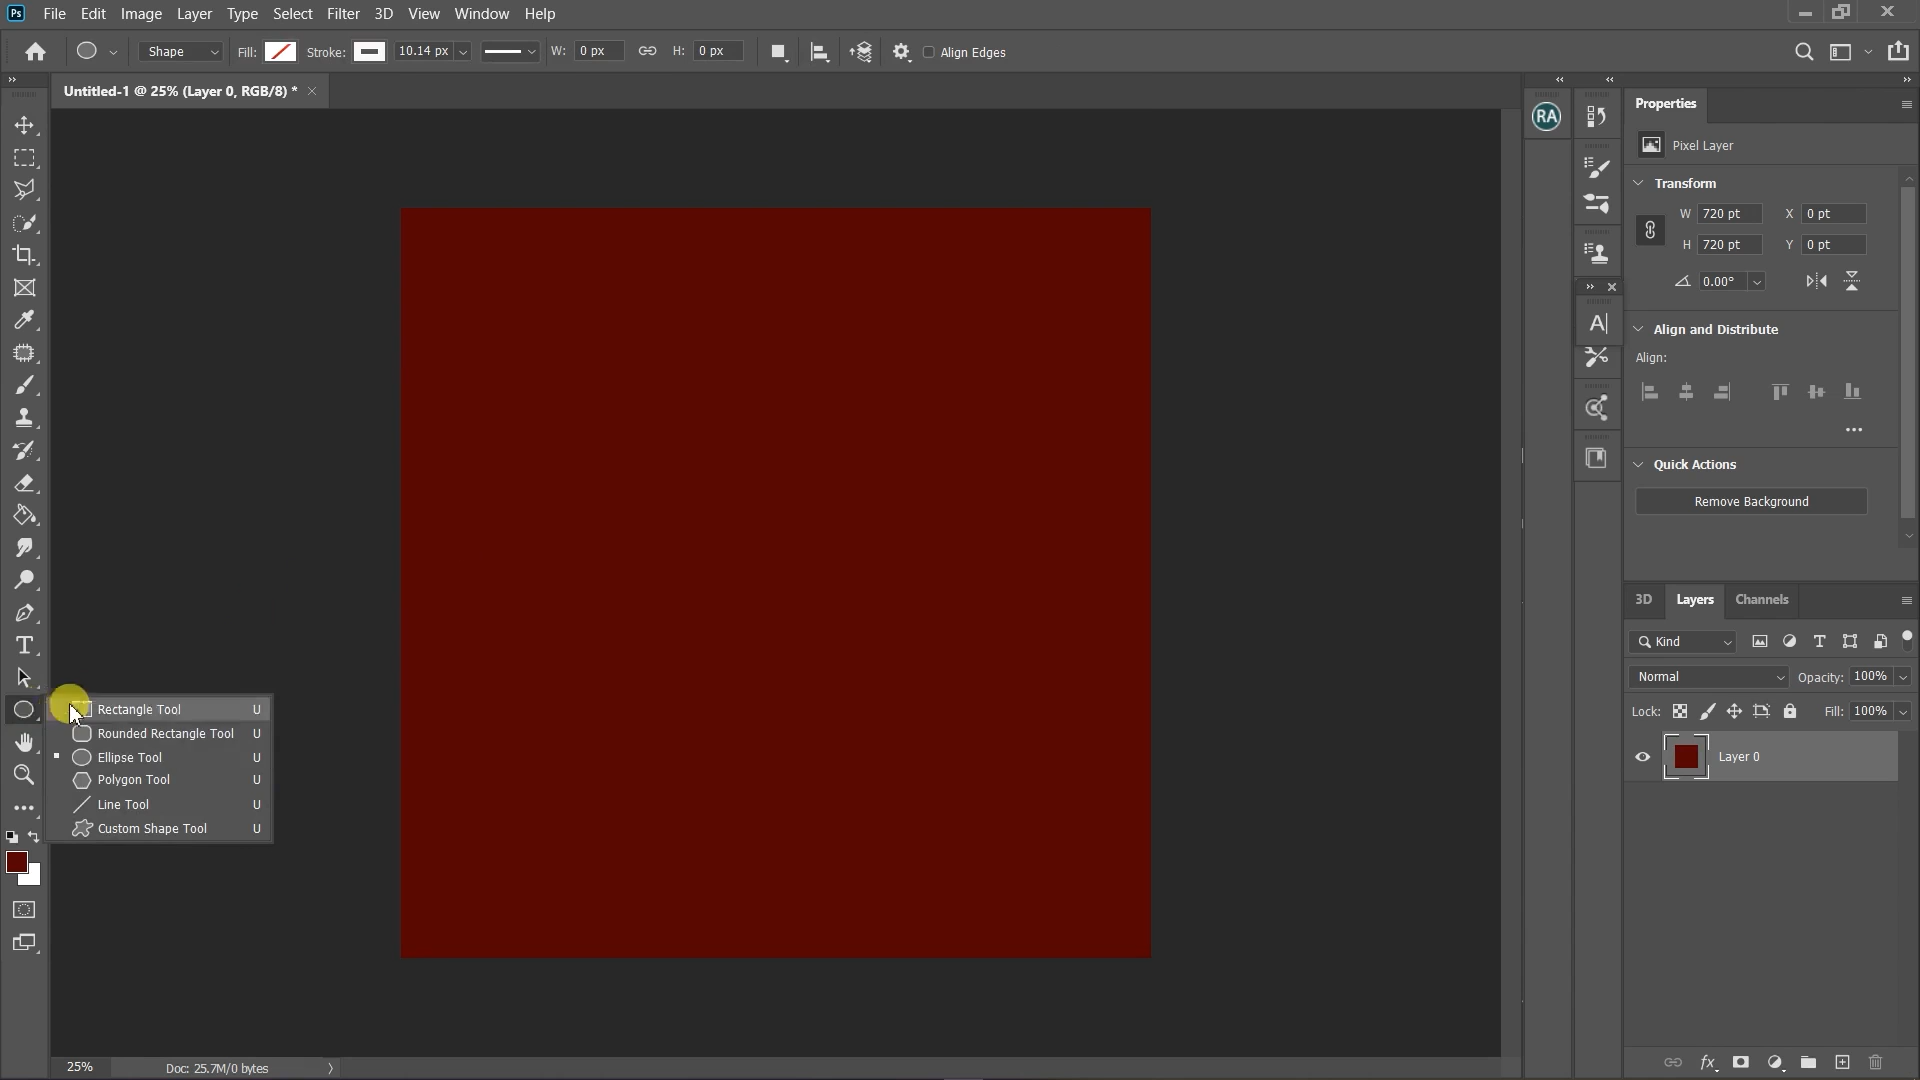 Ps File Edit Image Layer Type Select Filter 3D View Window Help
Shape Fill: Stroke: 10.14 px W: 0 px H: 0 px Align Edges
Untitled-1 @ 25% (Layer 0, RGB/8) *
RA
Properties
Pixel Layer
Transform
W 720 pt X 0 pt
H 720 pt Y 0 pt
0.00°
Align and Distribute
Align:
Quick Actions
Remove Background
3D Layers Channels
Kind
Normal Opacity: 100%
Lock: Fill: 100%
Layer 0
Rectangle Tool U
Rounded Rectangle Tool U
Ellipse Tool U
Polygon Tool U
Line Tool U
Custom Shape Tool U
25% Doc: 25.7M/0 bytes
fx